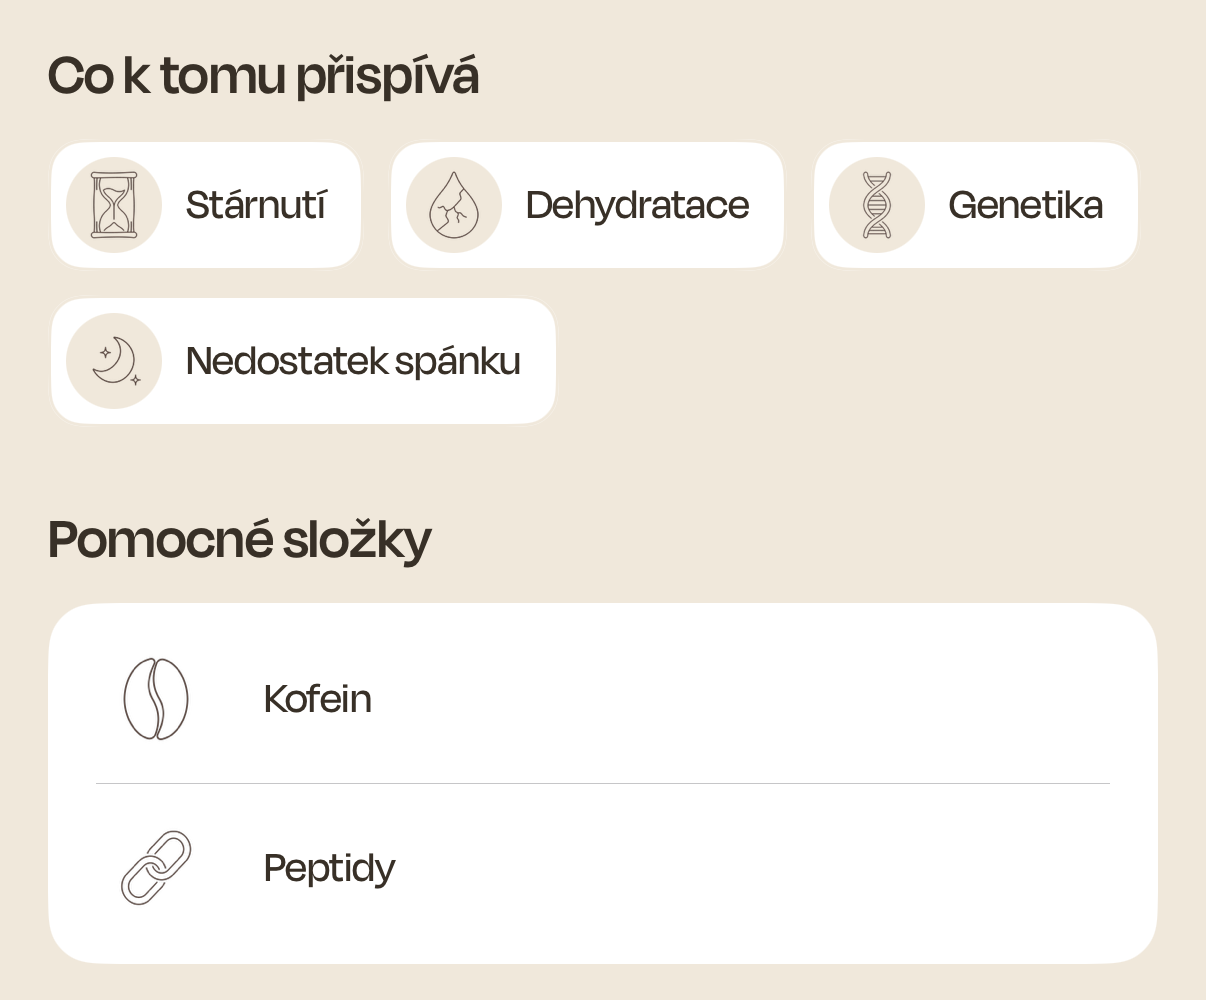 Co k tomu přispívá
Stárnutí
Dehydratace
Genetika
Nedostatek spánku
Pomocné složky
Kofein
Peptidy